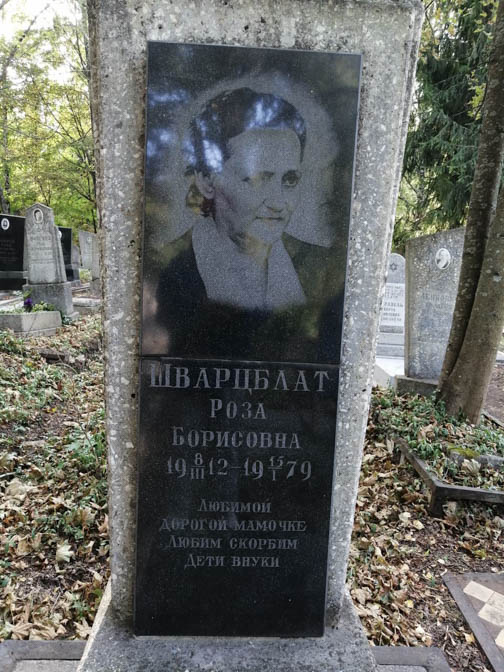 ШВАРЦБЛАТ
РОЗА
БОРИСОВНА
19 8/III 12–19 15/I 79
ЛЮБИМОЙ
ДОРОГОЙ МАМОЧКЕ
ЛЮБИМ СКОРБИМ
ДЕТИ ВНУКИ